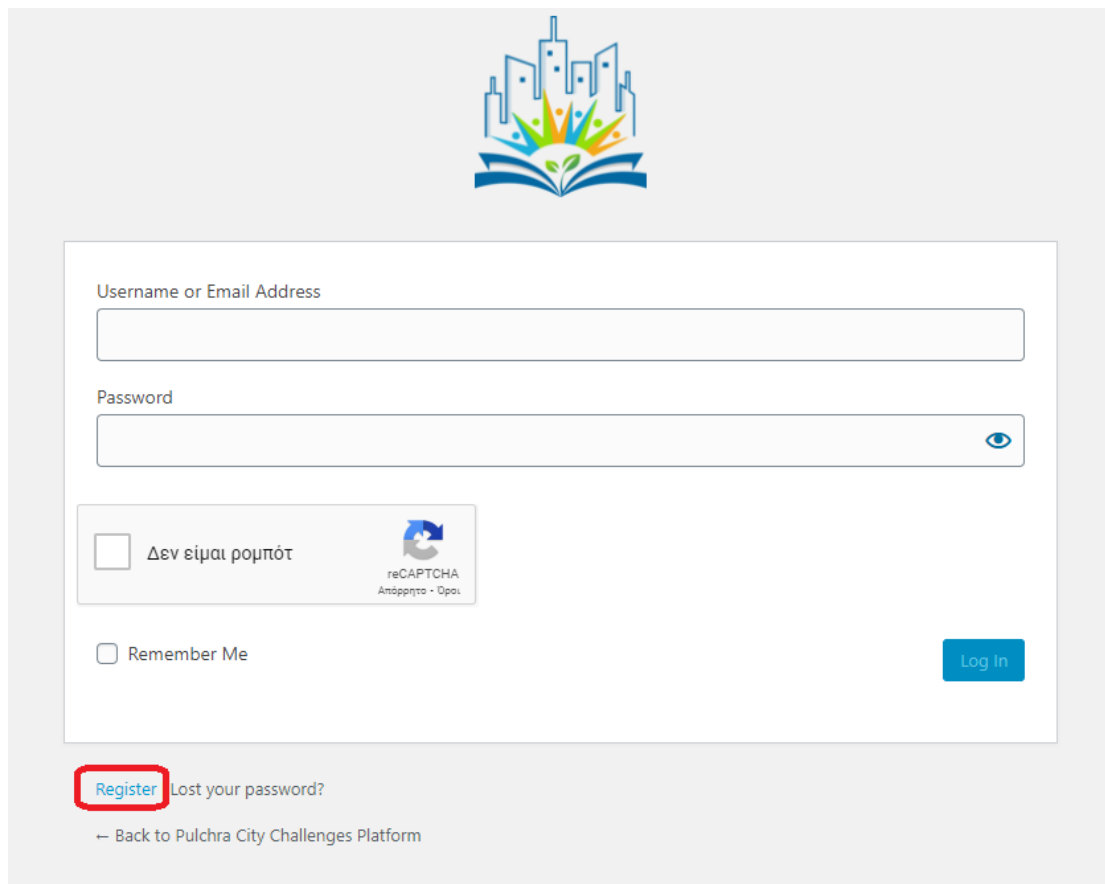 Username or Email Address
Password
Δεν είμαι ρομπότ
reCAPTCHA
Απόρρητο - Όροι
Remember Me
Log In
Register Lost your password?
← Back to Pulchra City Challenges Platform